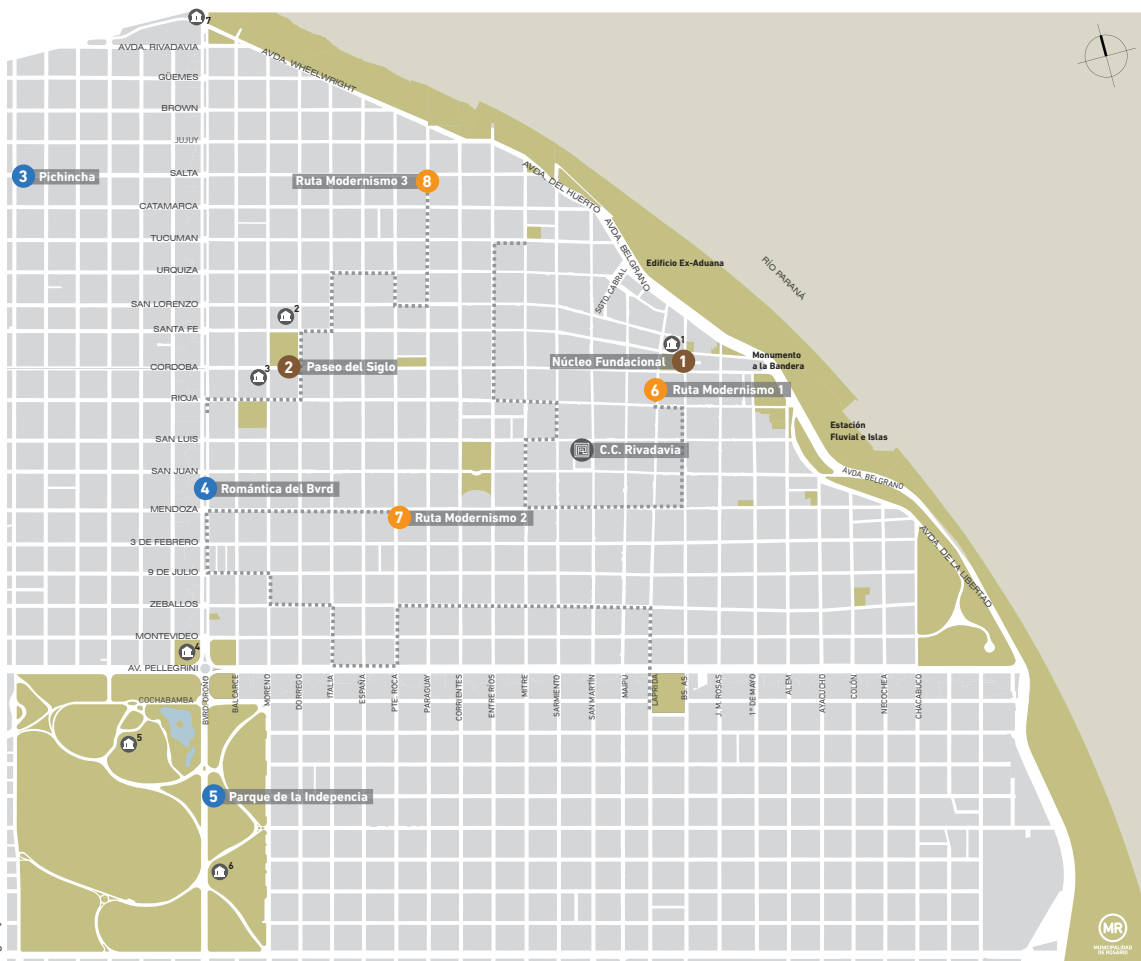 7
AVDA. RIVADAVIA
AVDA. WHEELWRIGHT
GÜEMES
BROWN
JUJUY
3 Pichincha
SALTA
Ruta Modernismo 3 8
AVDA. DEL HUERTO
CATAMARCA
AVDA. BELGRANO
TUCUMAN
Edificio Ex-Aduana
RÍO PARANÁ
URQUIZA
SGTO. CABRAL
SAN LORENZO
2
SANTA FE
1
Núcleo Fundacional 1
Monumento
a la Bandera
CORDOBA
3
2 Paseo del Siglo
6 Ruta Modernismo 1
RIOJA
Estación
Fluvial e Islas
SAN LUIS
C.C. Rivadavia
SAN JUAN
AVDA. BELGRANO
4 Romántica del Bvrd
MENDOZA
7 Ruta Modernismo 2
3 DE FEBRERO
AVDA. DE LA LIBERTAD
9 DE JULIO
ZEBALLOS
MONTEVIDEO
4
AV. PELLEGRINI
COCHABAMBA
BVRD. OROÑO
BALCARCE
MORENO
DORREGO
ITALIA
ESPAÑA
PTE. ROCA
PARAGUAY
CORRIENTES
ENTRE RÍOS
MITRE
SARMIENTO
SAN MARTIN
MAIPÚ
LAPRIDA
BS. AS.
J. M. ROSAS
1º DE MAYO
ALEM
AYACUCHO
COLÓN
NECOCHEA
CHACABUCO
5
5 Parque de la Indepencia
6
MR
MUNICIPALIDAD
DE ROSARIO